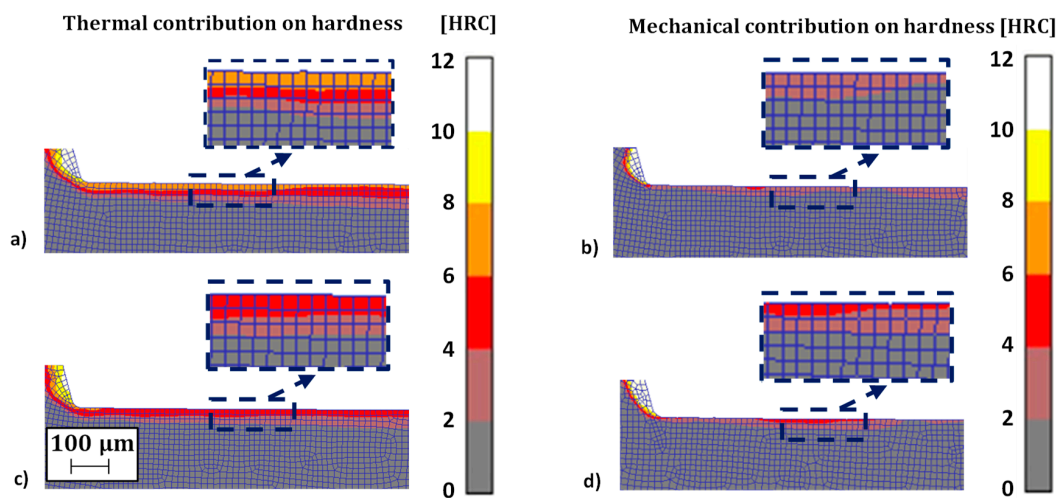 Thermal contribution on hardness [HRC]
Mechanical contribution on hardness [HRC]
12
10
8
6
4
2
0
a)
12
10
8
6
4
2
0
b)
100 μm
c)
d)